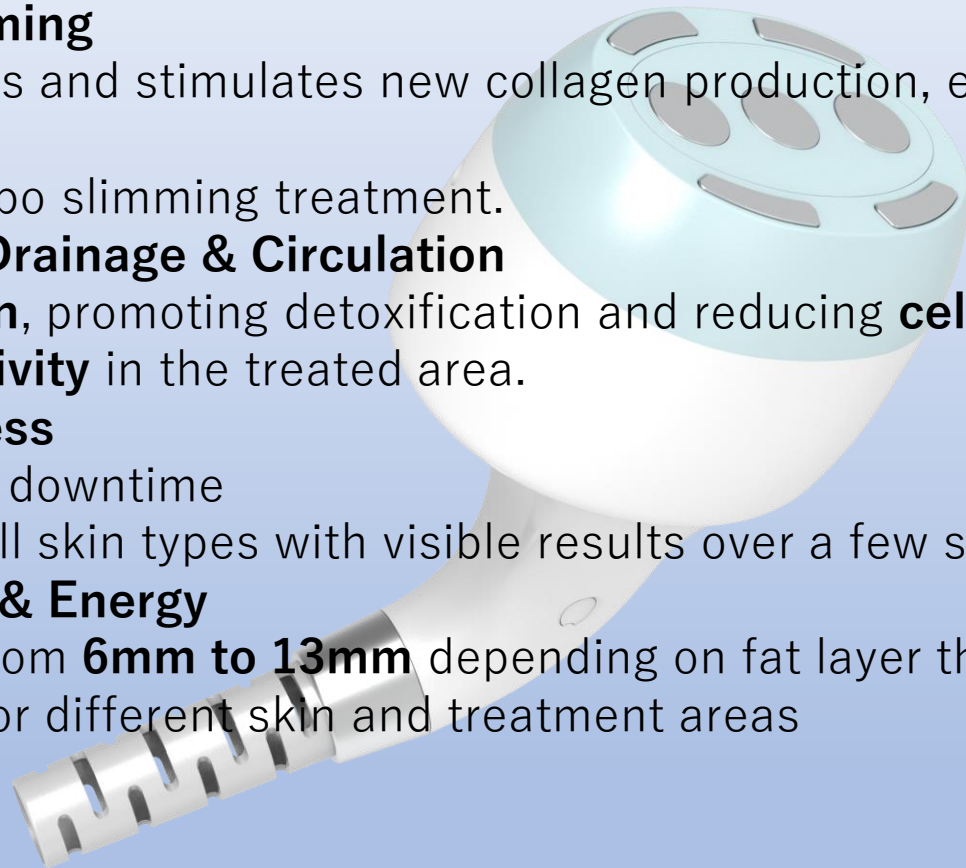 ming
s and stimulates new collagen production, e
po slimming treatment.
Drainage & Circulation
n, promoting detoxification and reducing cel
ivity in the treated area.
ess
downtime
ll skin types with visible results over a few s
& Energy
om 6mm to 13mm depending on fat layer th
or different skin and treatment areas